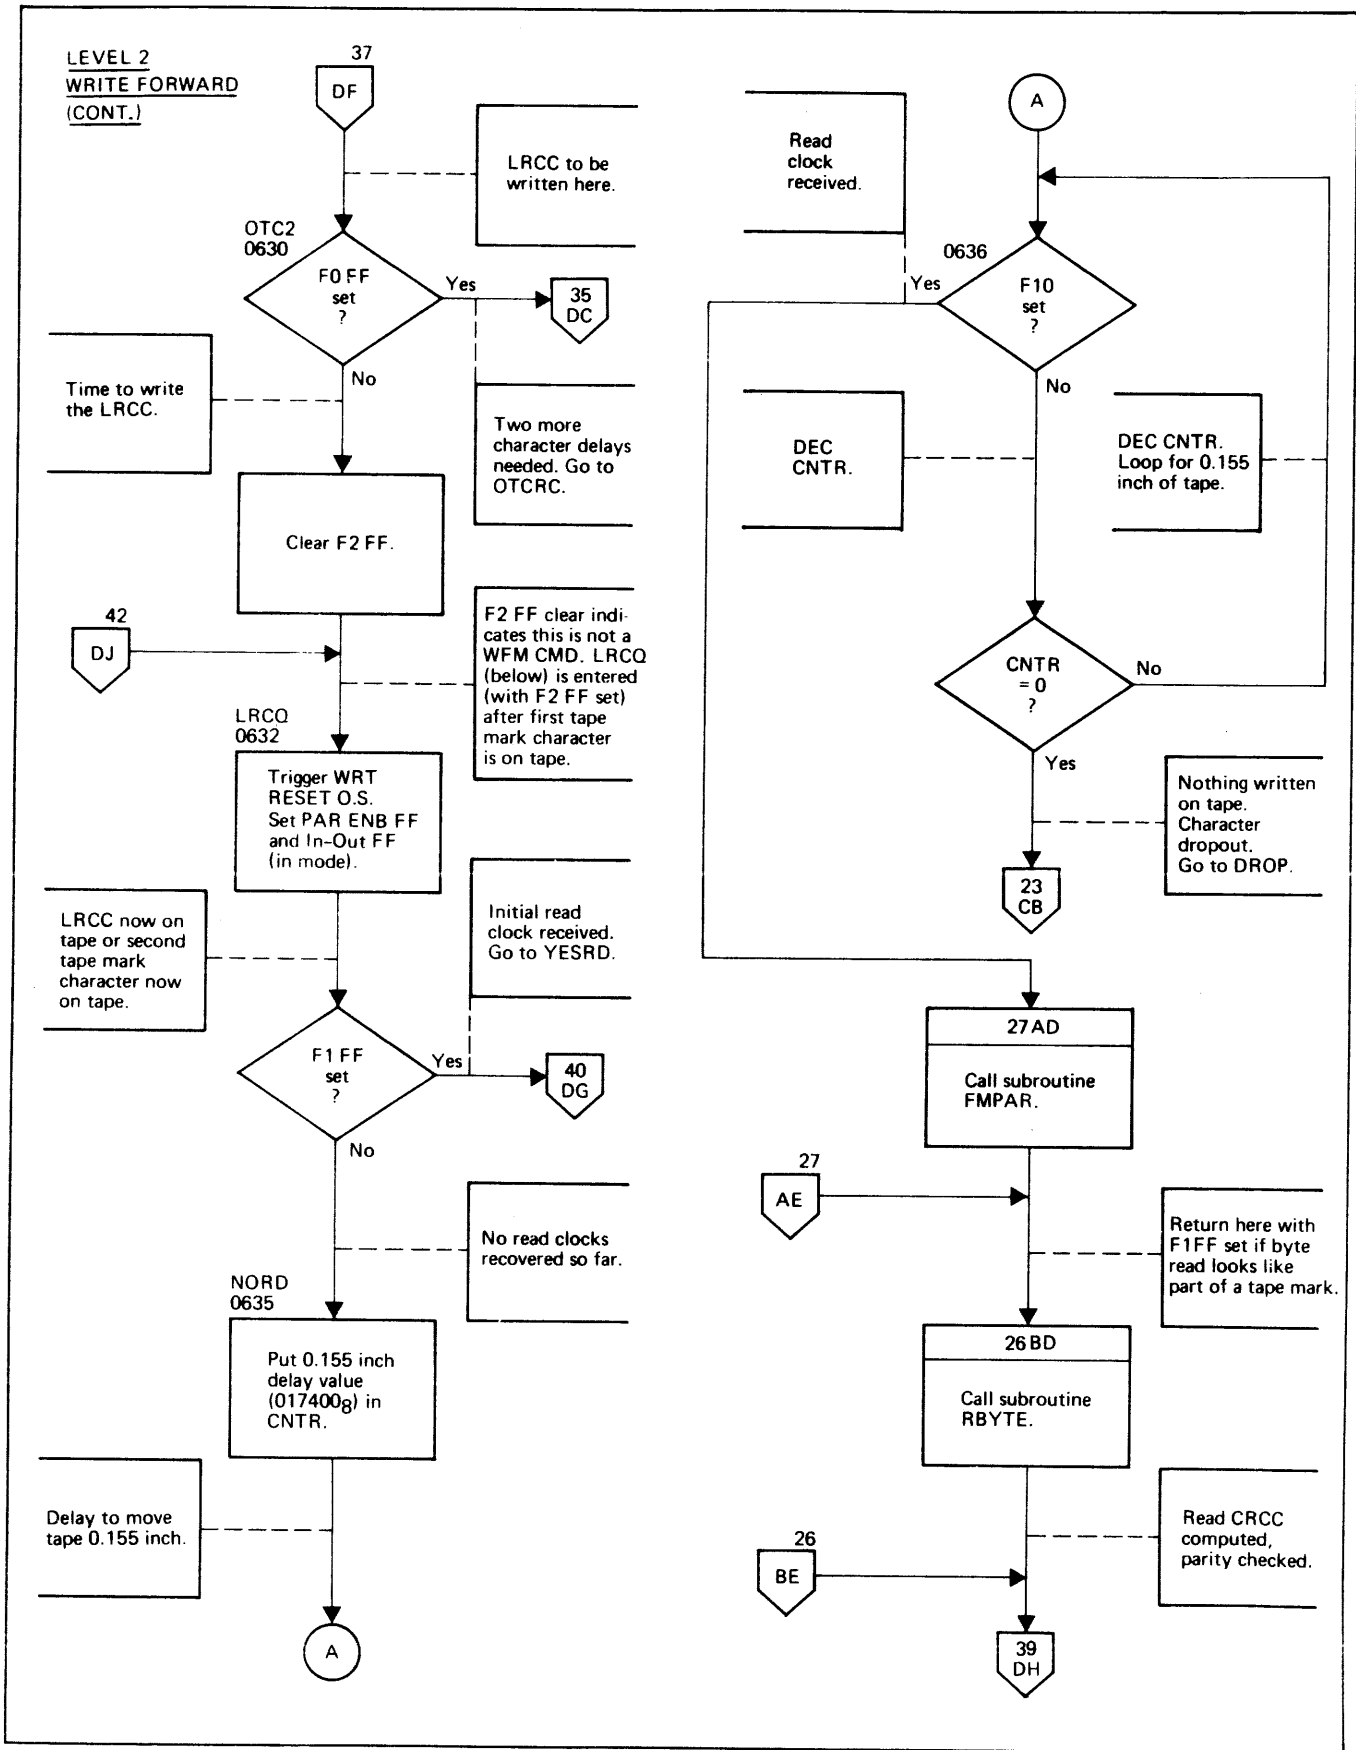 LEVEL 2
WRITE FORWARD
(CONT.)
37
DF
LRCC to be
written here.
OTC2
0630
F0 FF
set
?
Yes
35
DC
No
Time to write
the LRCC.
Two more
character delays
needed. Go to
OTCRC.
Clear F2 FF.
42
DJ
F2 FF clear indi-
cates this is not a
WFM CMD. LRCQ
(below) is entered
(with F2 FF set)
after first tape
mark character
is on tape.
LRCQ
0632
Trigger WRT
RESET O.S.
Set PAR ENB FF
and In-Out FF
(in mode).
LRCC now on
tape or second
tape mark
character now
on tape.
Initial read
clock received.
Go to YESRD.
F1 FF
set
?
Yes
40
DG
No
No read clocks
recovered so far.
NORD
0635
Put 0.155 inch
delay value
(017400₈) in
CNTR.
Delay to move
tape 0.155 inch.
A
A
Read
clock
received.
0636
F10
set
?
Yes
No
DEC
CNTR.
DEC CNTR.
Loop for 0.155
inch of tape.
CNTR
= 0
?
No
Yes
Nothing written
on tape.
Character
dropout.
Go to DROP.
23
CB
27AD
Call subroutine
FMPAR.
27
AE
Return here with
F1FF set if byte
read looks like
part of a tape mark.
26BD
Call subroutine
RBYTE.
Read CRCC
computed,
parity checked.
26
BE
39
DH